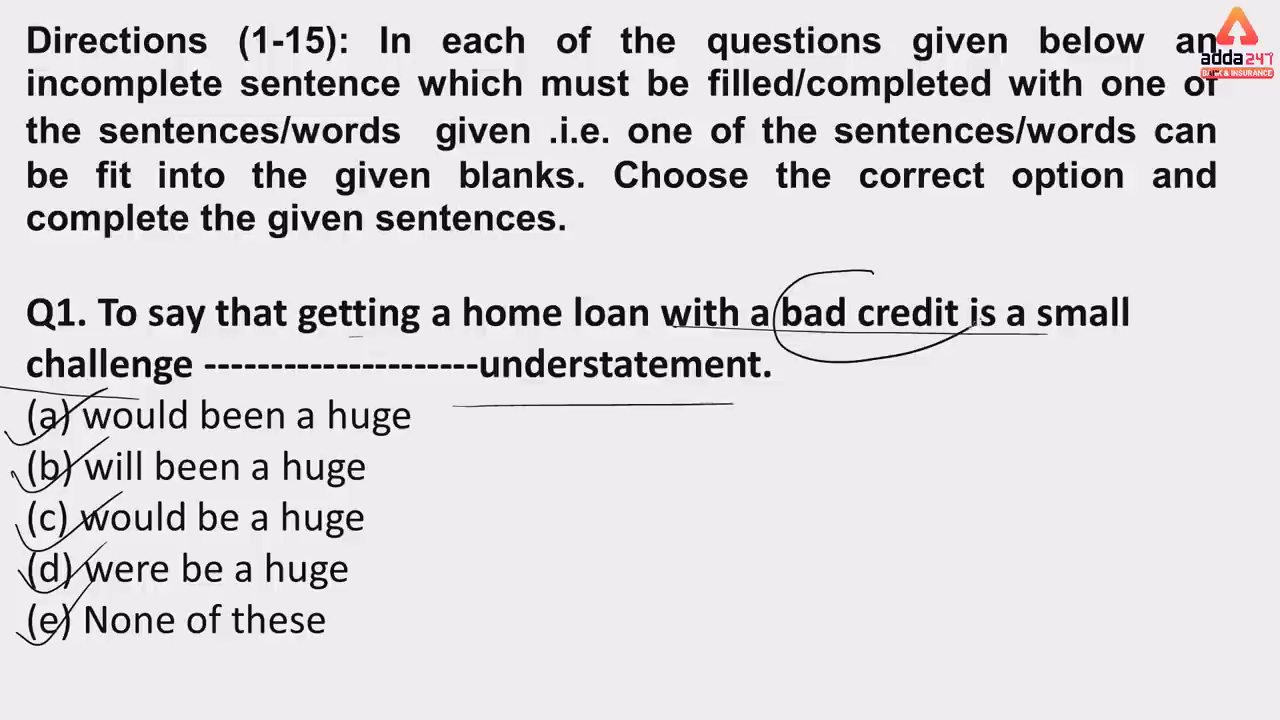 Directions (1-15): In each of the questions given below an
incomplete sentence which must be filled/completed with one of
the sentences/words given .i.e. one of the sentences/words can
be fit into the given blanks. Choose the correct option and
complete the given sentences.
adda247
BANK & INSURANCE
Q1. To say that getting a home loan with a bad credit is a small
challenge ---------------------understatement.
(a) would been a huge
(b) will been a huge
(c) would be a huge
(d) were be a huge
(e) None of these